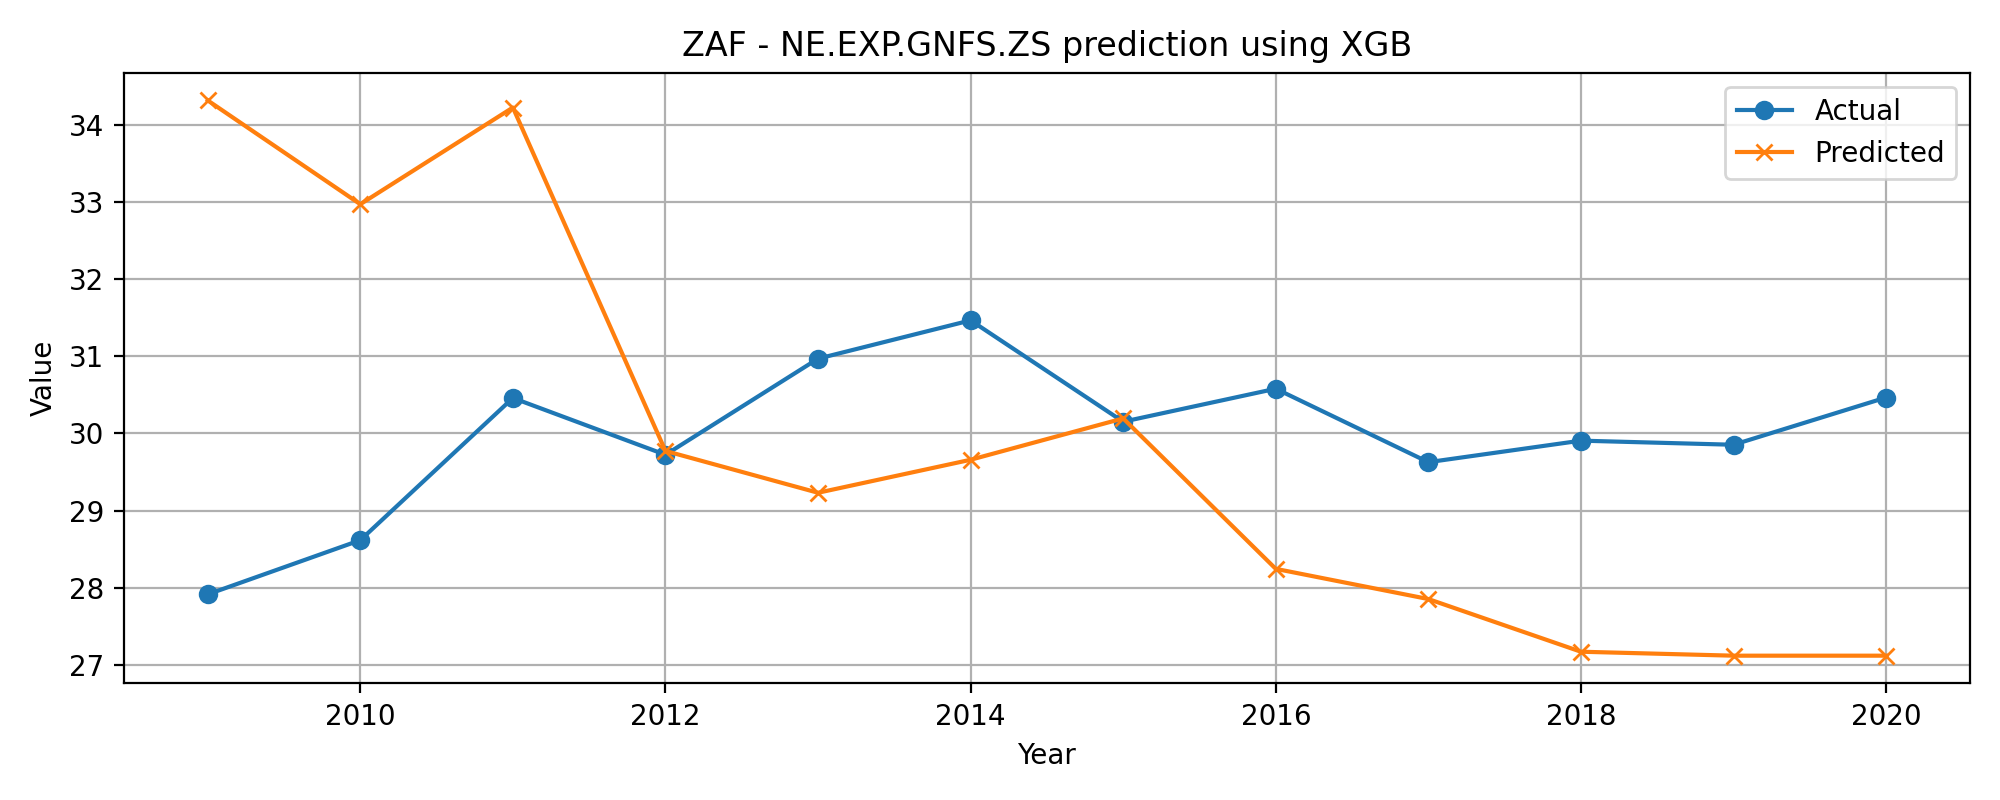 ZAF - NE.EXP.GNFS.ZS prediction using XGB
Actual
Predicted
34
33
32
31
30
29
28
27
Value
2010 2012 2014 2016 2018 2020
Year